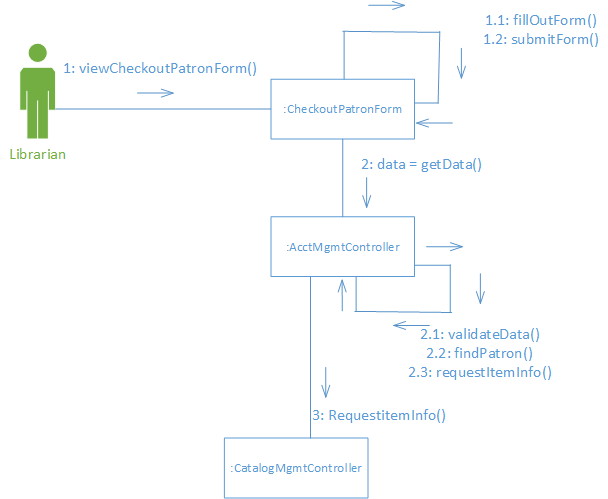 1.1: fillOutForm()
1.2: submitForm()
1: viewCheckoutPatronForm()
:CheckoutPatronForm
Librarian
2: data = getData()
:AcctMgmtController
2.1: validateData()
2.2: findPatron()
2.3: requestItemInfo()
3: RequestitemInfo()
:CatalogMgmtController